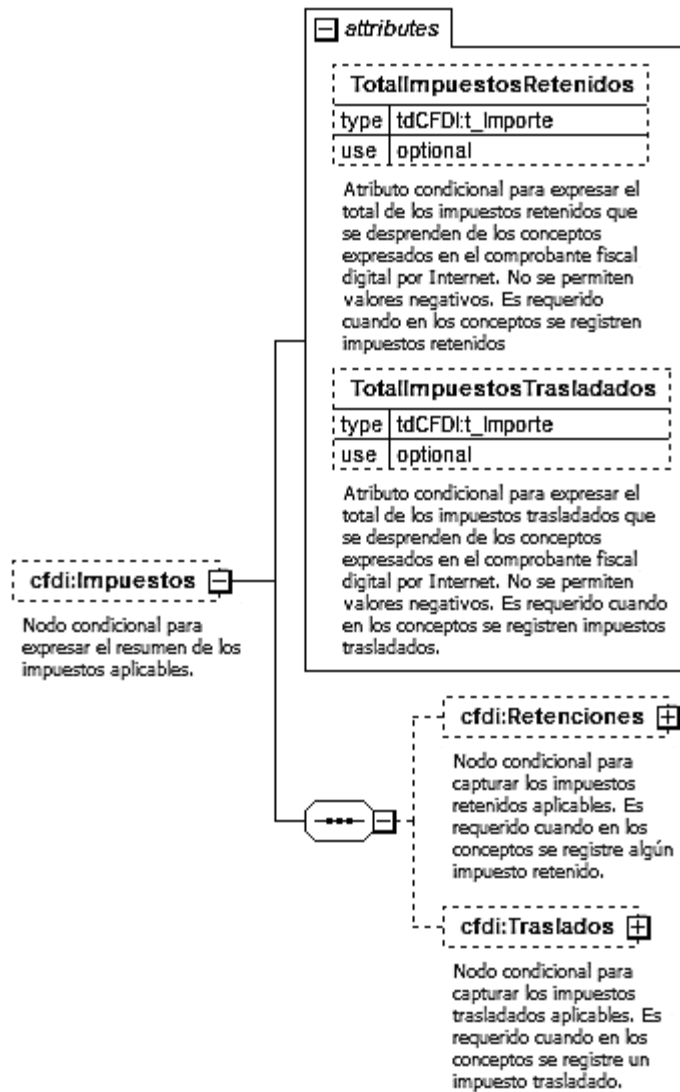 attributes
TotalImpuestosRetenidos
type tdCFDI:t_Importe
use optional
Atributo condicional para expresar el
total de los impuestos retenidos que
se desprenden de los conceptos
expresados en el comprobante fiscal
digital por Internet. No se permiten
valores negativos. Es requerido
cuando en los conceptos se registren
impuestos retenidos
TotalImpuestosTrasladados
type tdCFDI:t_Importe
use optional
Atributo condicional para expresar el
total de los impuestos trasladados que
se desprenden de los conceptos
expresados en el comprobante fiscal
digital por Internet. No se permiten
valores negativos. Es requerido cuando
en los conceptos se registren impuestos
trasladados.
cfdi:Impuestos
Nodo condicional para
expresar el resumen de los
impuestos aplicables.
cfdi:Retenciones
Nodo condicional para
capturar los impuestos
retenidos aplicables. Es
requerido cuando en los
conceptos se registre algún
impuesto retenido.
cfdi:Traslados
Nodo condicional para
capturar los impuestos
trasladados aplicables. Es
requerido cuando en los
conceptos se registre un
impuesto trasladado.